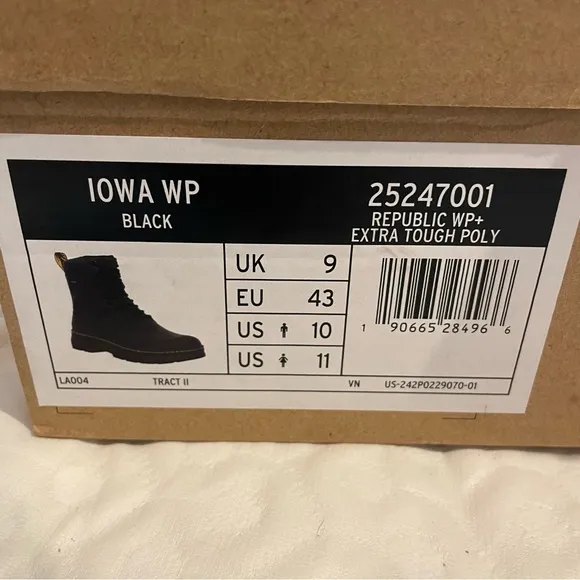 IOWA WP
BLACK
25247001
REPUBLIC WP+
EXTRA TOUGH POLY
UK 9
EU 43
US 10
US 11
1 90665 28496 6
LA004 TRACT II VN US-242P0229070-01